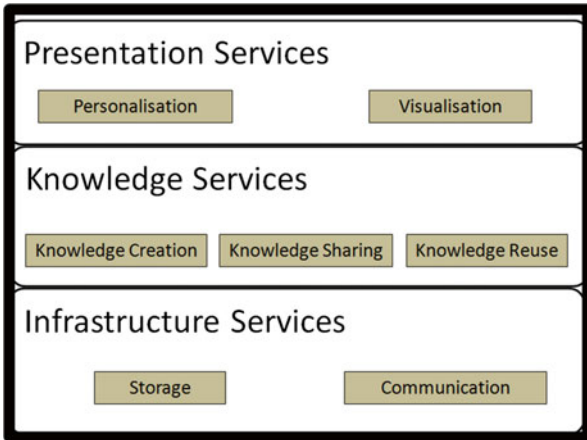 Presentation Services
Personalisation Visualisation
Knowledge Services
Knowledge Creation Knowledge Sharing Knowledge Reuse
Infrastructure Services
Storage Communication